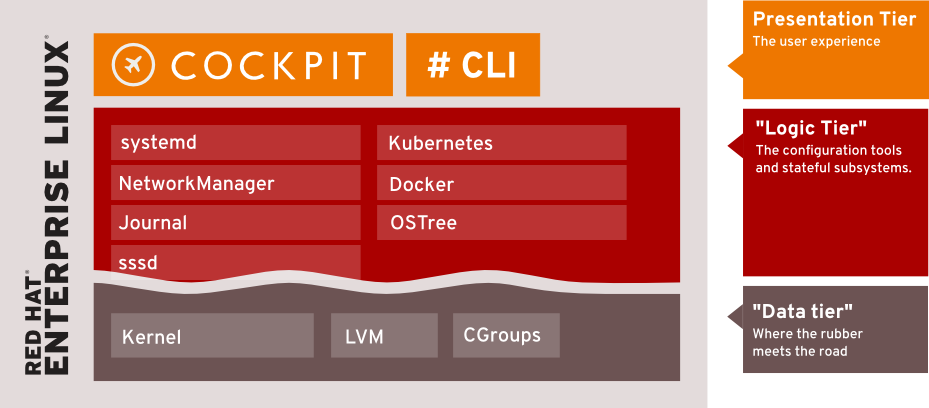 RED HAT®
ENTERPRISE LINUX®
COCKPIT
# CLI
systemd
NetworkManager
Journal
sssd
Kubernetes
Docker
OSTree
Kernel
LVM
CGroups
Presentation Tier
The user experience
"Logic Tier"
The configuration tools
and stateful subsystems.
"Data tier"
Where the rubber
meets the road